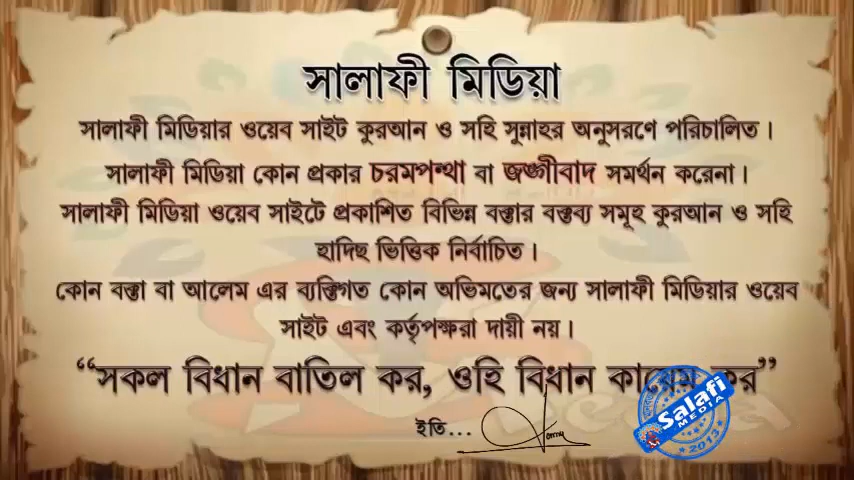 সালাফী মিডিয়া
সালাফী মিডিয়ার ওয়েব সাইট কুরআন ও সহি সুন্নাহর অনুসরণে পরিচালিত।
সালাফী মিডিয়া কোন প্রকার চরমপন্থা বা জঙ্গীবাদ সমর্থন করেনা।
সালাফী মিডিয়া ওয়েব সাইটে প্রকাশিত বিভিন্ন বক্তার বক্তব্য সমূহ কুরআন ও সহি
হাদিছ ভিত্তিক নির্বাচিত।
কোন বক্তা বা আলেম এর ব্যক্তিগত কোন অভিমতের জন্য সালাফী মিডিয়ার ওয়েব
সাইট এবং কর্তৃপক্ষরা দায়ী নয়।
“সকল বিধান বাতিল কর, ওহি বিধান কায়েম কর”
ইতি...
Salafi
MEDIA
2013